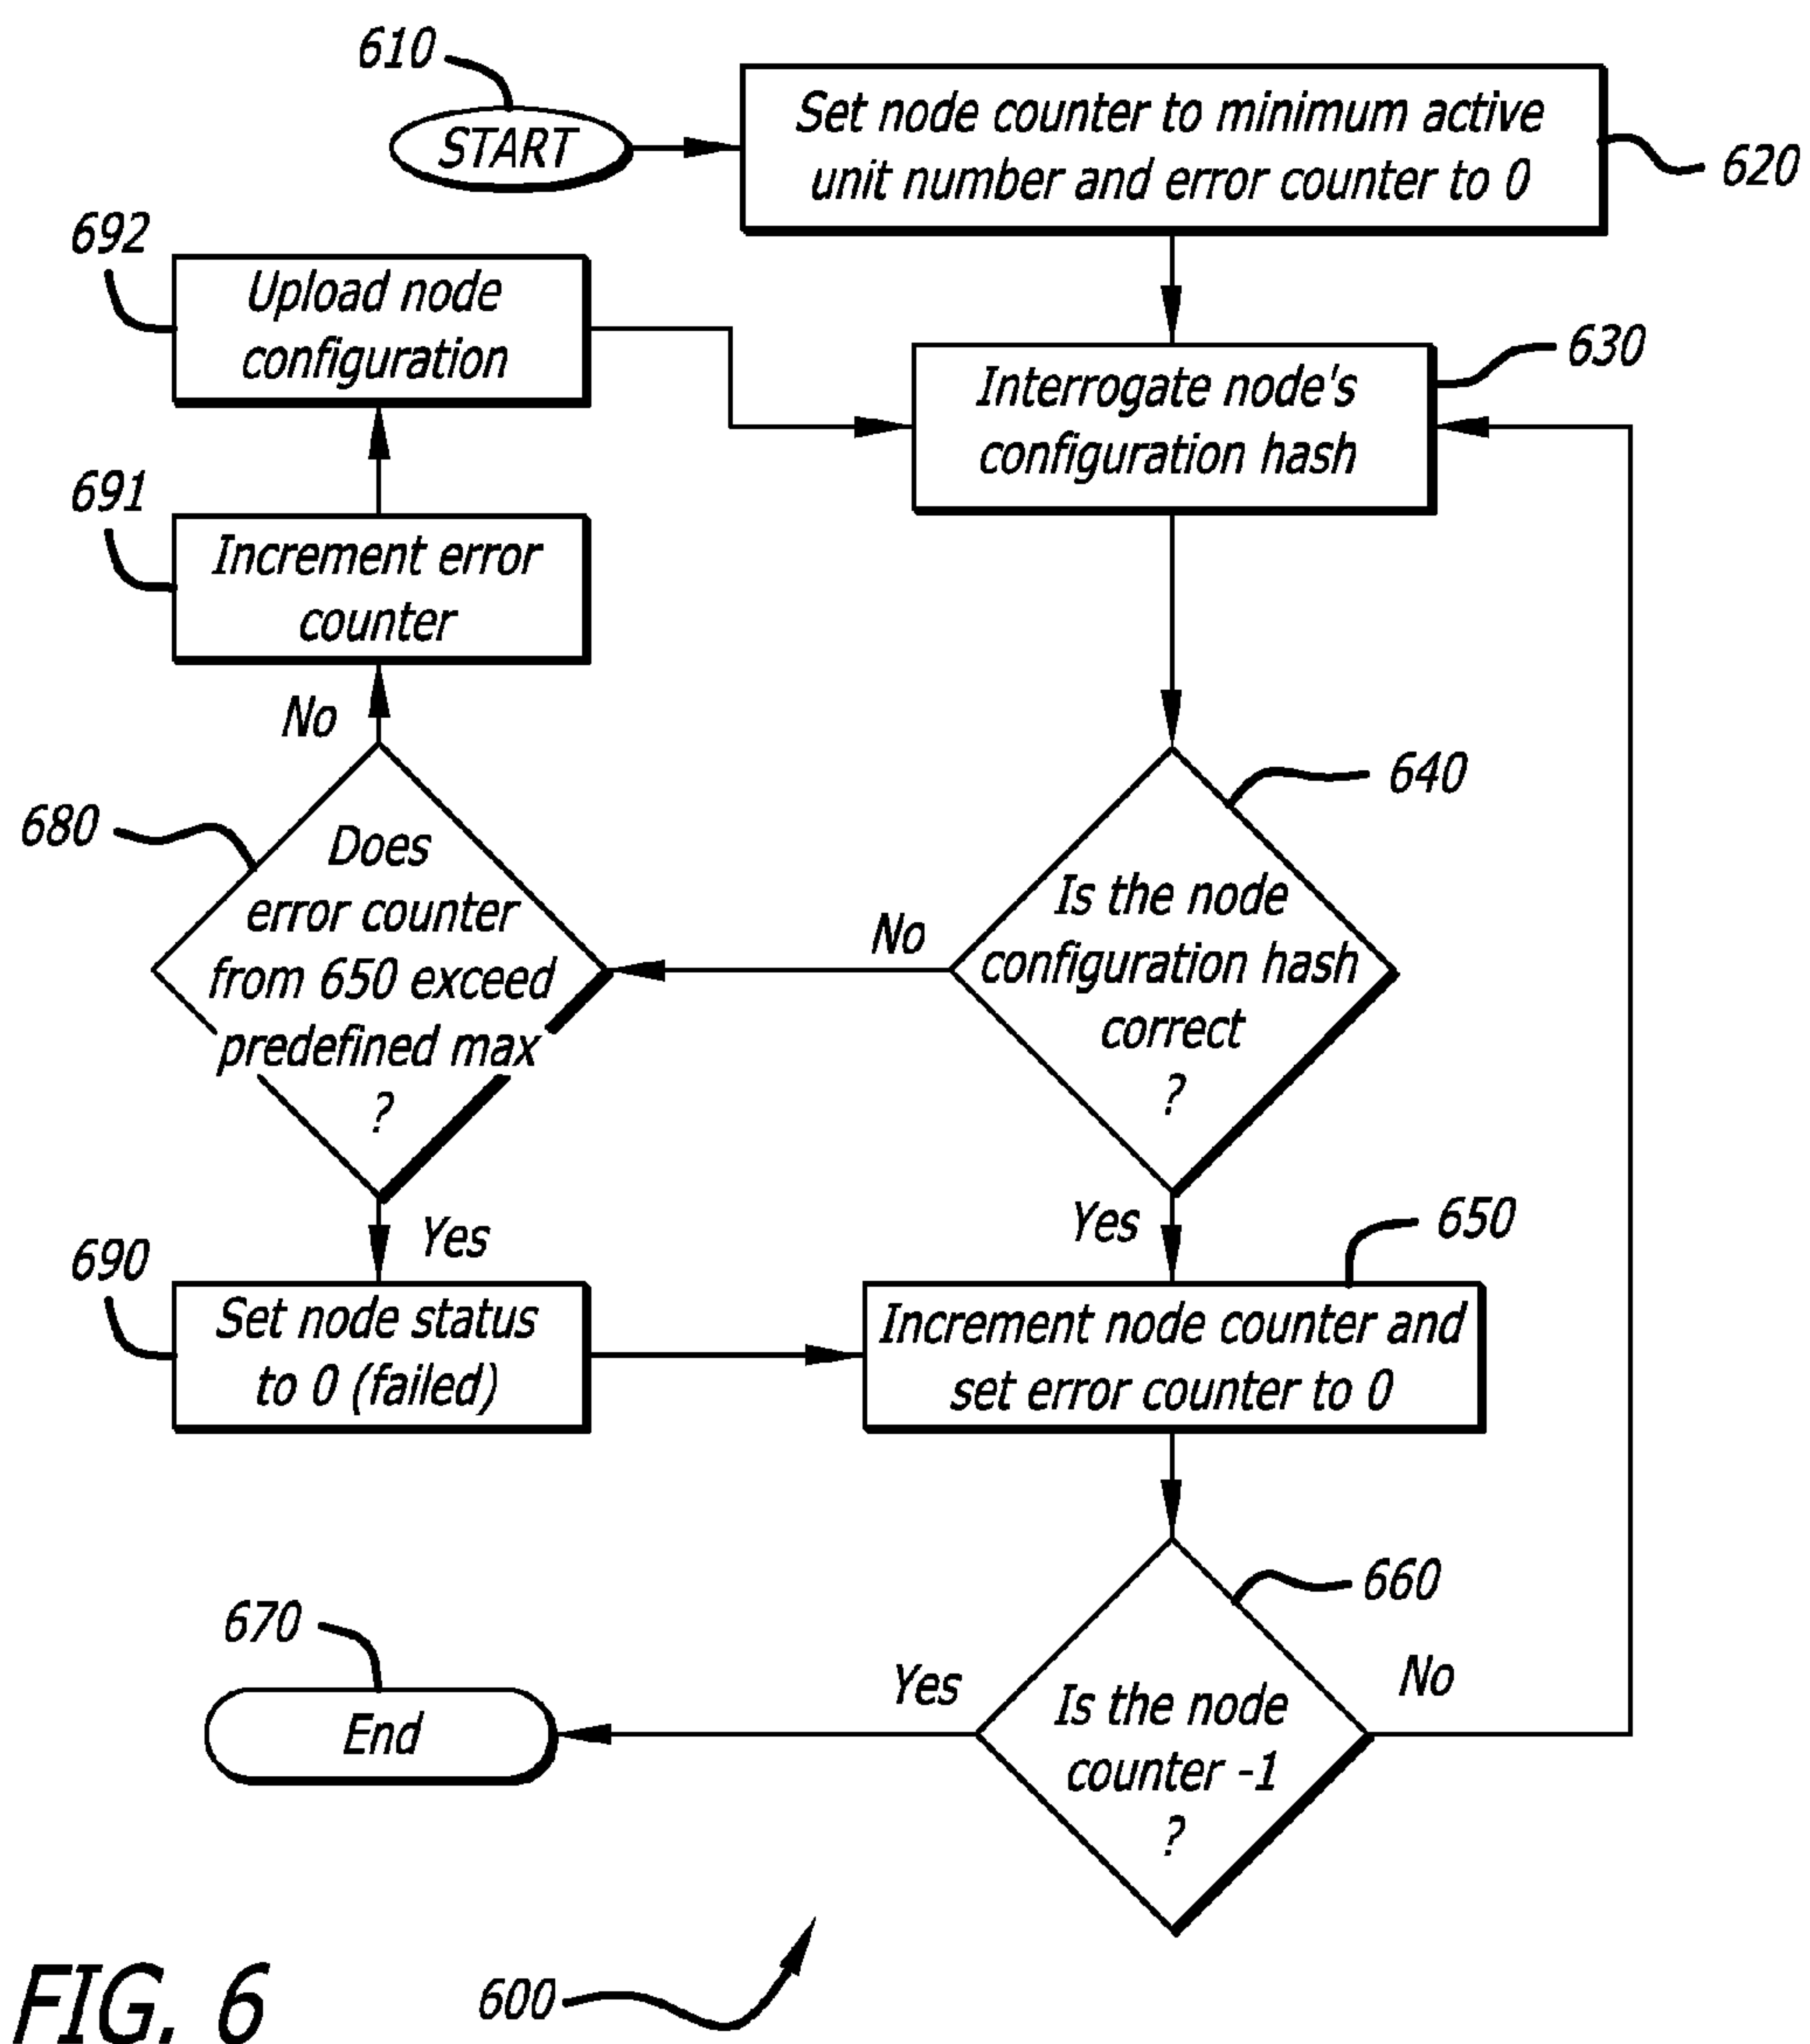 610
START
Set node counter to minimum active
unit number and error counter to 0
620
692
Upload node
configuration
Interrogate node's
configuration hash
630
691
Increment error
counter
No
680
Does
error counter
from 650 exceed
predefined max
?
No
640
Is the node
configuration hash
correct
?
Yes
690
Set node status
to 0 (failed)
Yes
650
Increment node counter and
set error counter to 0
660
670
End
Yes
Is the node
counter -1
?
No
FIG. 6
600